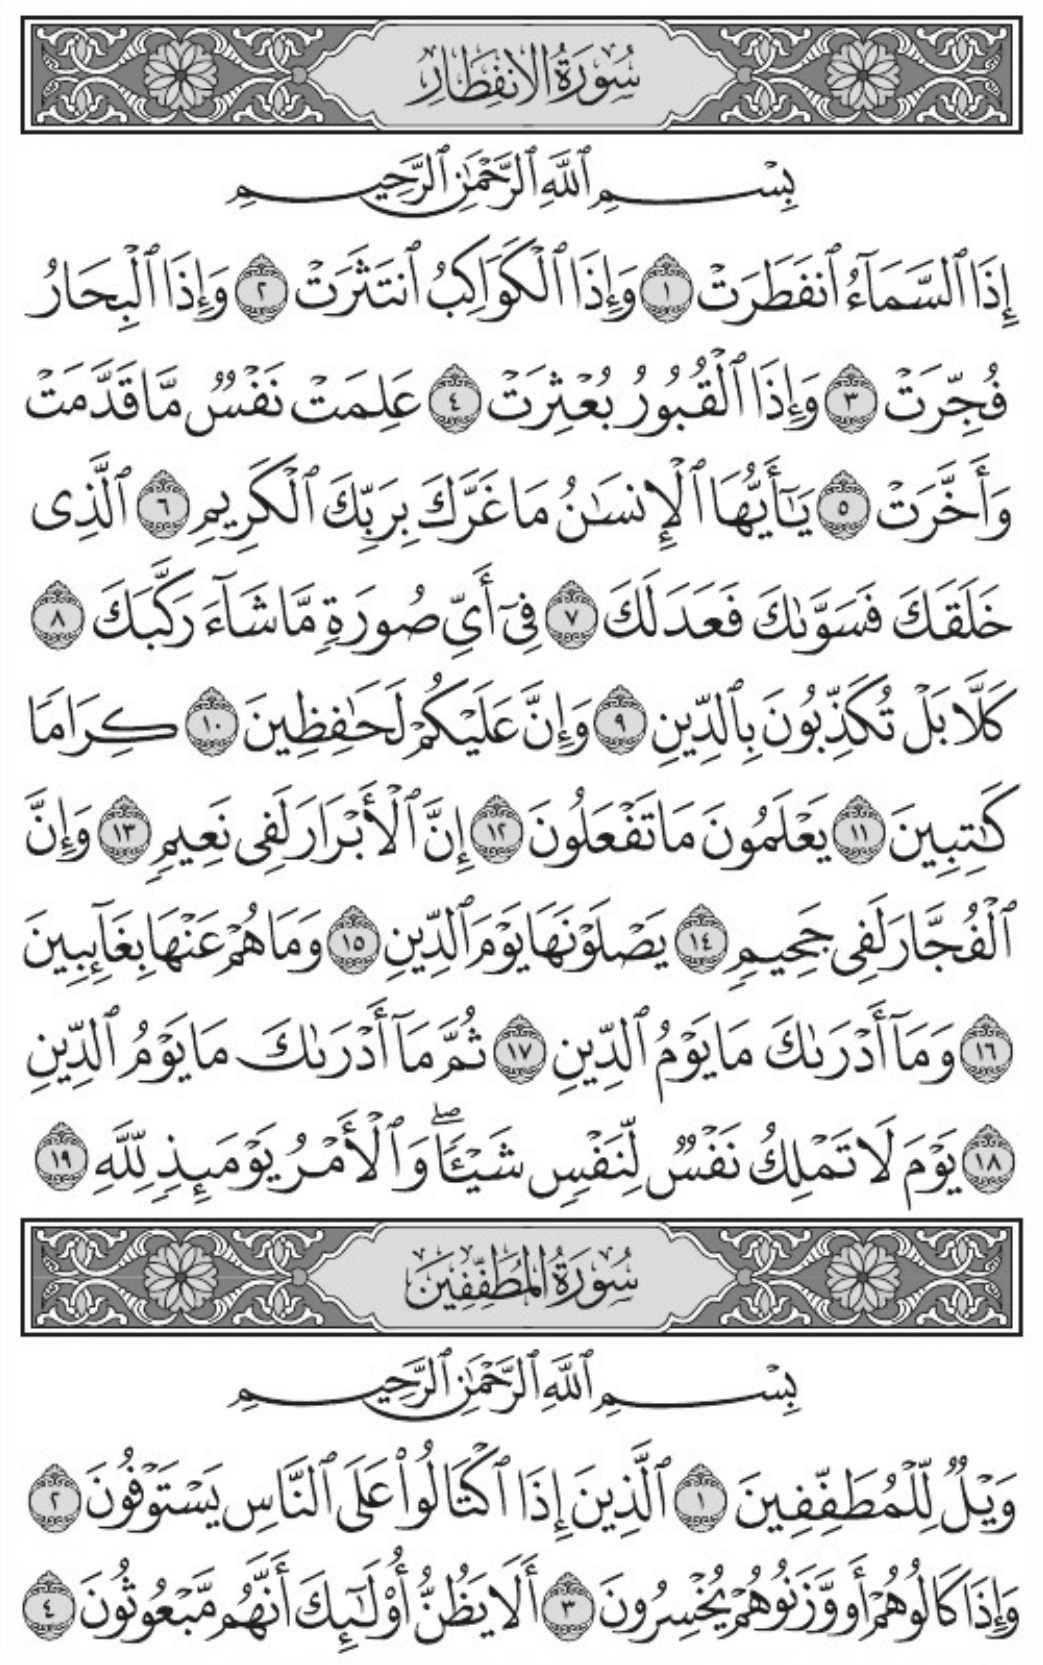 سُورَةُ الانفِطَارِ
بِسْمِ ٱللَّهِ ٱلرَّحْمَٰنِ ٱلرَّحِيمِ
إِذَا ٱلسَّمَآءُ ٱنفَطَرَتْ ١ وَإِذَا ٱلْكَوَاكِبُ ٱنتَثَرَتْ ٢ وَإِذَا ٱلْبِحَارُ
فُجِّرَتْ ٣ وَإِذَا ٱلْقُبُورُ بُعْثِرَتْ ٤ عَلِمَتْ نَفْسٌ مَّا قَدَّمَتْ
وَأَخَّرَتْ ٥ يَٰٓأَيُّهَا ٱلْإِنسَٰنُ مَا غَرَّكَ بِرَبِّكَ ٱلْكَرِيمِ ٦ ٱلَّذِى
خَلَقَكَ فَسَوَّىٰكَ فَعَدَلَكَ ٧ فِىٓ أَىِّ صُورَةٍ مَّا شَآءَ رَكَّبَكَ ٨
كَلَّا بَلْ تُكَذِّبُونَ بِٱلدِّينِ ٩ وَإِنَّ عَلَيْكُمْ لَحَٰفِظِينَ ١٠ كِرَامًا
كَٰتِبِينَ ١١ يَعْلَمُونَ مَا تَفْعَلُونَ ١٢ إِنَّ ٱلْأَبْرَارَ لَفِى نَعِيمٍ ١٣ وَإِنَّ
ٱلْفُجَّارَ لَفِى جَحِيمٍ ١٤ يَصْلَوْنَهَا يَوْمَ ٱلدِّينِ ١٥ وَمَا هُمْ عَنْهَا بِغَآئِبِينَ
١٦ وَمَآ أَدْرَىٰكَ مَا يَوْمُ ٱلدِّينِ ١٧ ثُمَّ مَآ أَدْرَىٰكَ مَا يَوْمُ ٱلدِّينِ
١٨ يَوْمَ لَا تَمْلِكُ نَفْسٌ لِّنَفْسٍ شَيْـًٔا ۖ وَٱلْأَمْرُ يَوْمَئِذٍ لِّلَّهِ ١٩
سُورَةُ المُطَفِّفِينَ
بِسْمِ ٱللَّهِ ٱلرَّحْمَٰنِ ٱلرَّحِيمِ
وَيْلٌ لِّلْمُطَفِّفِينَ ١ ٱلَّذِينَ إِذَا ٱكْتَالُوا۟ عَلَى ٱلنَّاسِ يَسْتَوْفُونَ ٢
وَإِذَا كَالُوهُمْ أَو وَّزَنُوهُمْ يُخْسِرُونَ ٣ أَلَا يَظُنُّ أُو۟لَٰٓئِكَ أَنَّهُم مَّبْعُوثُونَ ٤